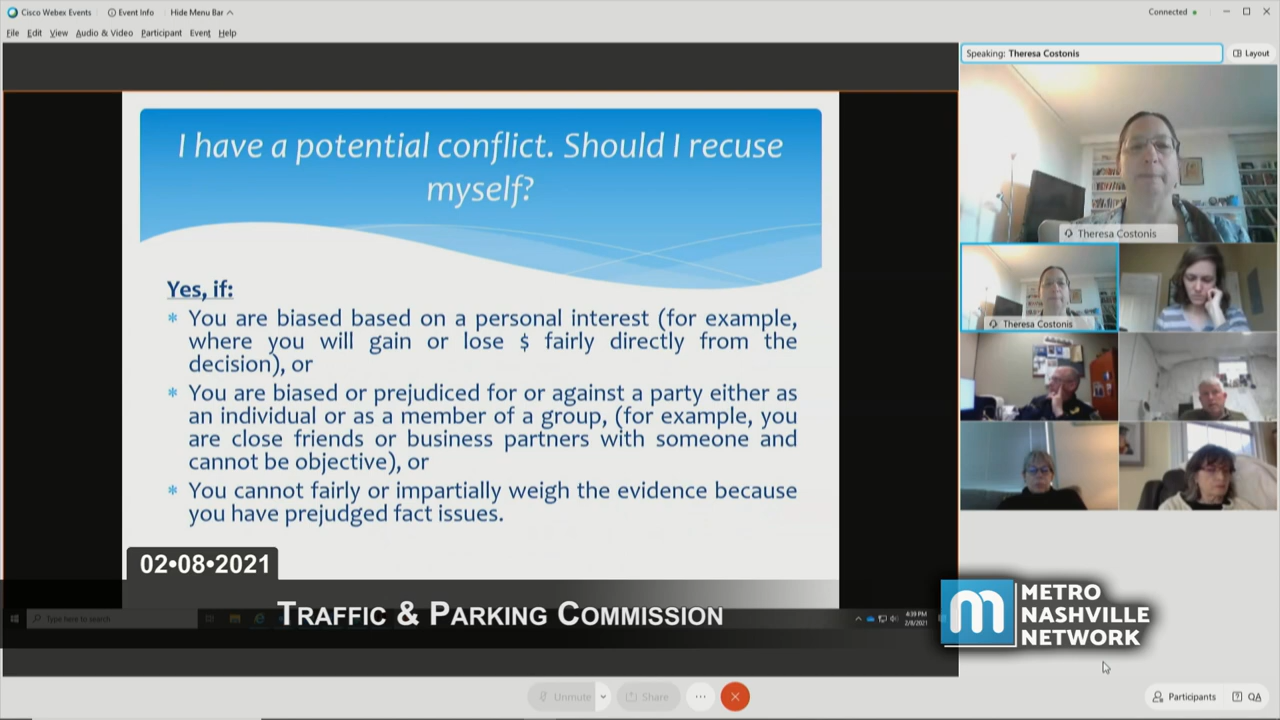 Cisco Webex Events
Event Info
Hide Menu Bar
Connected
File Edit View Audio & Video Participant Event Help
Speaking: Theresa Costonis
Layout
I have a potential conflict. Should I recuse
myself?
Theresa Costonis
Theresa Costonis
Yes, if:
* You are biased based on a personal interest (for example,
where you will gain or lose $ fairly directly from the
decision), or
* You are biased or prejudiced for or against a party either as
an individual or as a member of a group, (for example, you
are close friends or business partners with someone and
cannot be objective), or
* You cannot fairly or impartially weigh the evidence because
you have prejudged fact issues.
02•08•2021
TRAFFIC & PARKING COMMISSION
Type here to search
4:39 PM
2/8/2021
m
METRO
NASHVILLE
NETWORK
Unmute
Share
Participants
QA